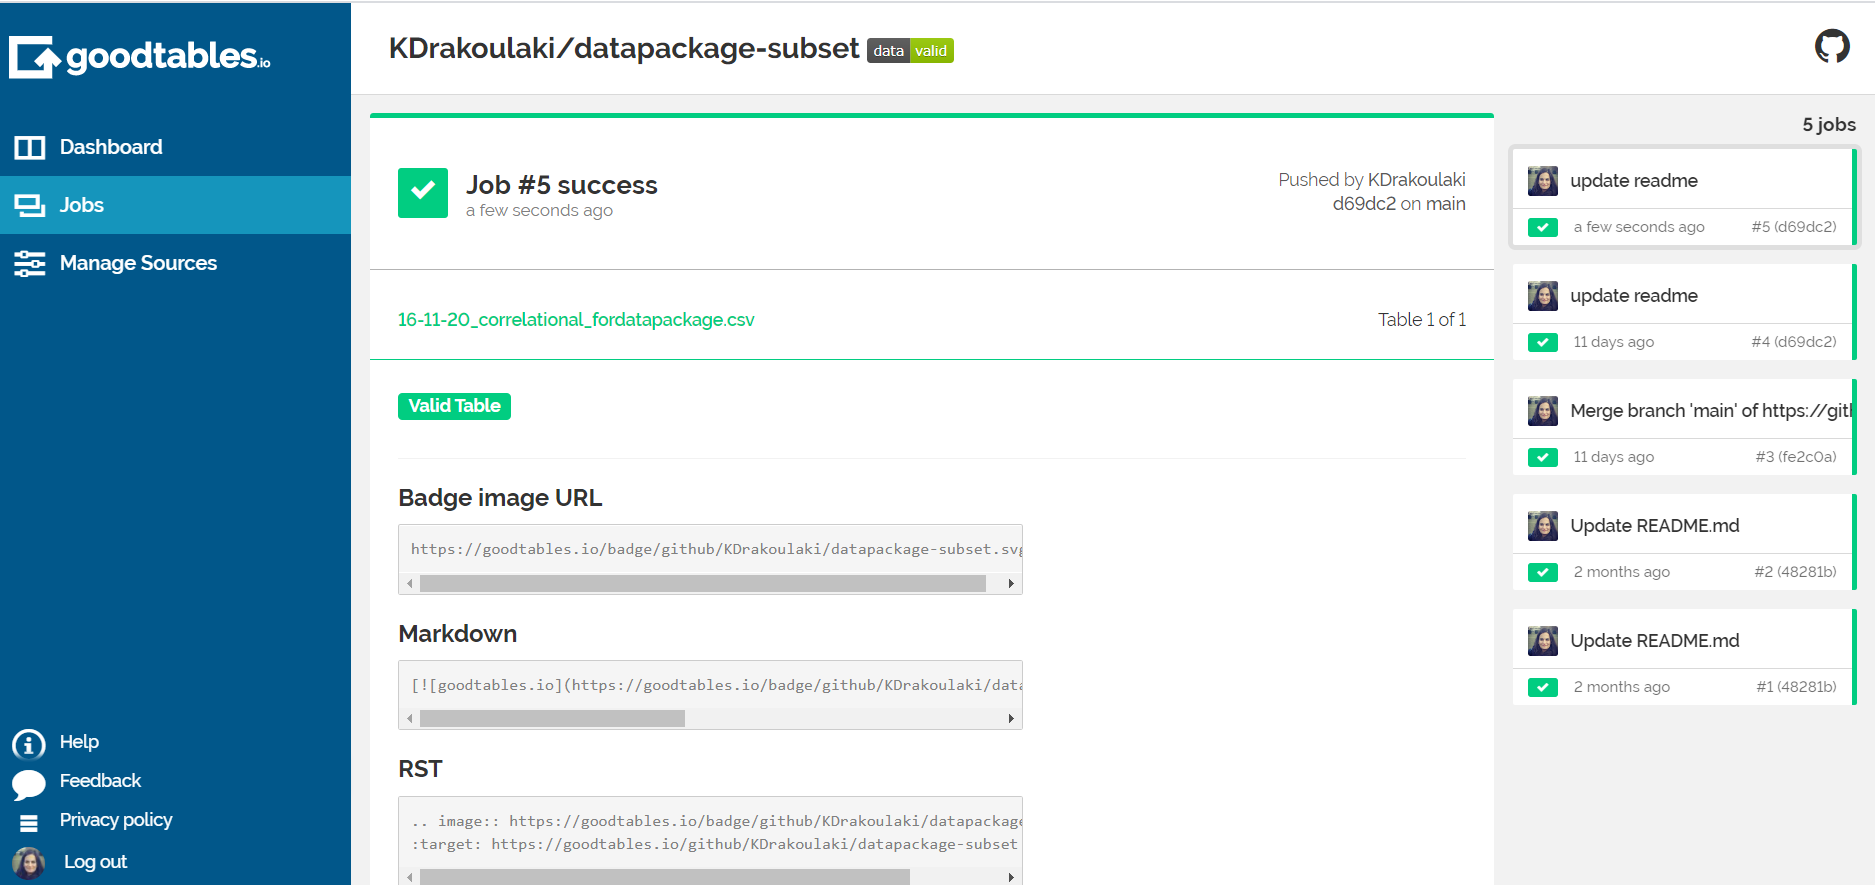 goodtables.io
Dashboard
Jobs
Manage Sources
Help
Feedback
Privacy policy
Log out
KDrakoulaki/datapackage-subset data valid
Job #5 success
a few seconds ago
Pushed by KDrakoulaki
d69dc2 on main
16-11-20_correlational_fordatapackage.csv
Table 1 of 1
Valid Table
Badge image URL
https://goodtables.io/badge/github/KDrakoulaki/datapackage-subset.svg
Markdown
[![goodtables.io](https://goodtables.io/badge/github/KDrakoulaki/data
RST
.. image:: https://goodtables.io/badge/github/KDrakoulaki/datapackage
:target: https://goodtables.io/github/KDrakoulaki/datapackage-subset
5 jobs
update readme
a few seconds ago #5 (d69dc2)
update readme
11 days ago #4 (d69dc2)
Merge branch 'main' of https://gith
11 days ago #3 (fe2c0a)
Update README.md
2 months ago #2 (48281b)
Update README.md
2 months ago #1 (48281b)